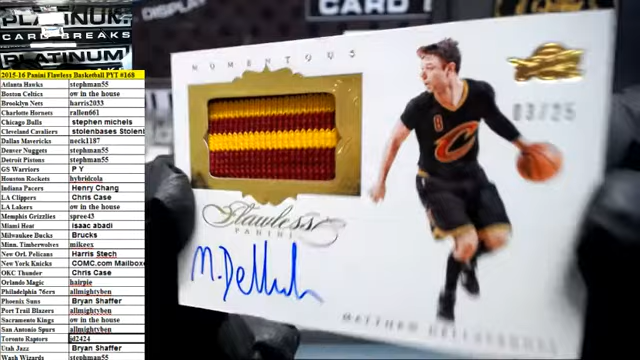 PLATINUM
CARD BREAKS
PLATINUM
DISPLAY
CARD
2015-16 Panini Flawless Basketball PYT #168
Atlanta Hawks stephman55
Boston Celtics ow in the house
Brooklyn Nets harris2033
Charlotte Hornets rallen661
Chicago Bulls stephen michels
Cleveland Cavaliers stolenbases Stolenl
Dallas Mavericks neck1187
Denver Nuggets stephman55
Detroit Pistons stephman55
GS Warriors P Y
Houston Rockets hybridcola
Indiana Pacers Henry Chang
LA Clippers Chris Case
LA Lakers ow in the house
Memphis Grizzlies spree43
Miami Heat isaac abadi
Milwaukee Bucks Brucks
Minn. Timberwolves mikeex
New Orl. Pelicans Harris Stech
New York Knicks COMC.com Mailbox
OKC Thunder Chris Case
Orlando Magic hairpie
Philadelphia 76ers allmightyben
Phoenix Suns Bryan Shaffer
Port Trail Blazers allmightyben
Sacramento Kings ow in the house
San Antonio Spurs allmightyben
Toronto Raptors jd2424
Utah Jazz Bryan Shaffer
Wash Wizards stephman55
MOMENTOUS
03/25
8
C
Flawless
PANINI
M. Dell
MATTHEW DELLAVEDOVA